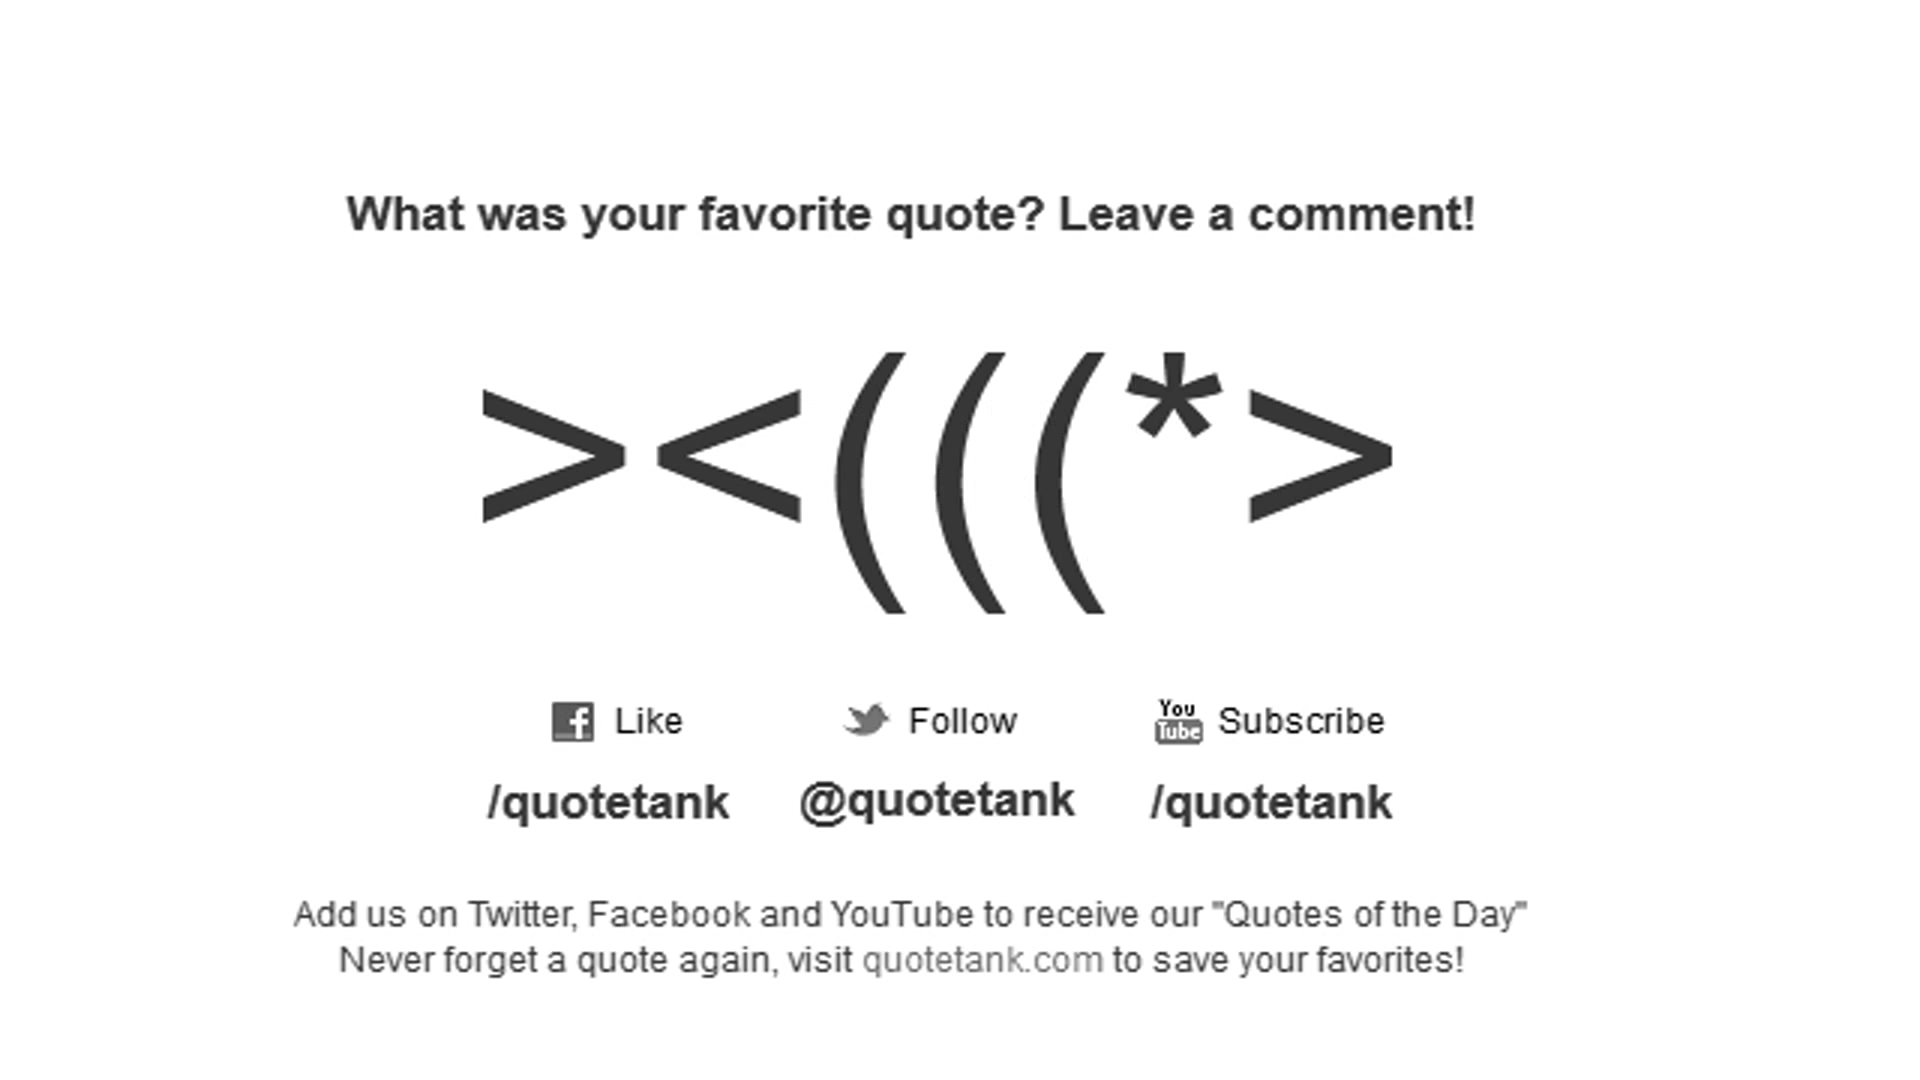 What was your favorite quote? Leave a comment!
><(((*>
f Like Follow You Tube Subscribe
/quotetank @quotetank /quotetank
Add us on Twitter, Facebook and YouTube to receive our "Quotes of the Day"
Never forget a quote again, visit quotetank.com to save your favorites!